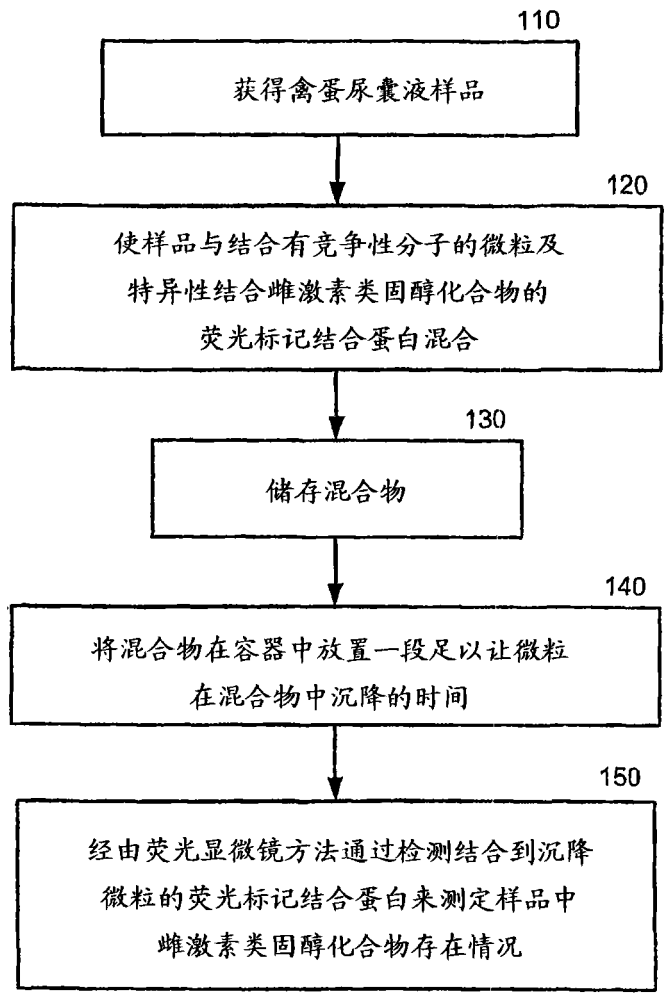 110
获得禽蛋尿囊液样品
120
使样品与结合有竞争性分子的微粒及
特异性结合雌激素类固醇化合物的
荧光标记结合蛋白混合
130
储存混合物
140
将混合物在容器中放置一段足以让微粒
在混合物中沉降的时间
150
经由荧光显微镜方法通过检测结合到沉降
微粒的荧光标记结合蛋白来测定样品中
雌激素类固醇化合物存在情况